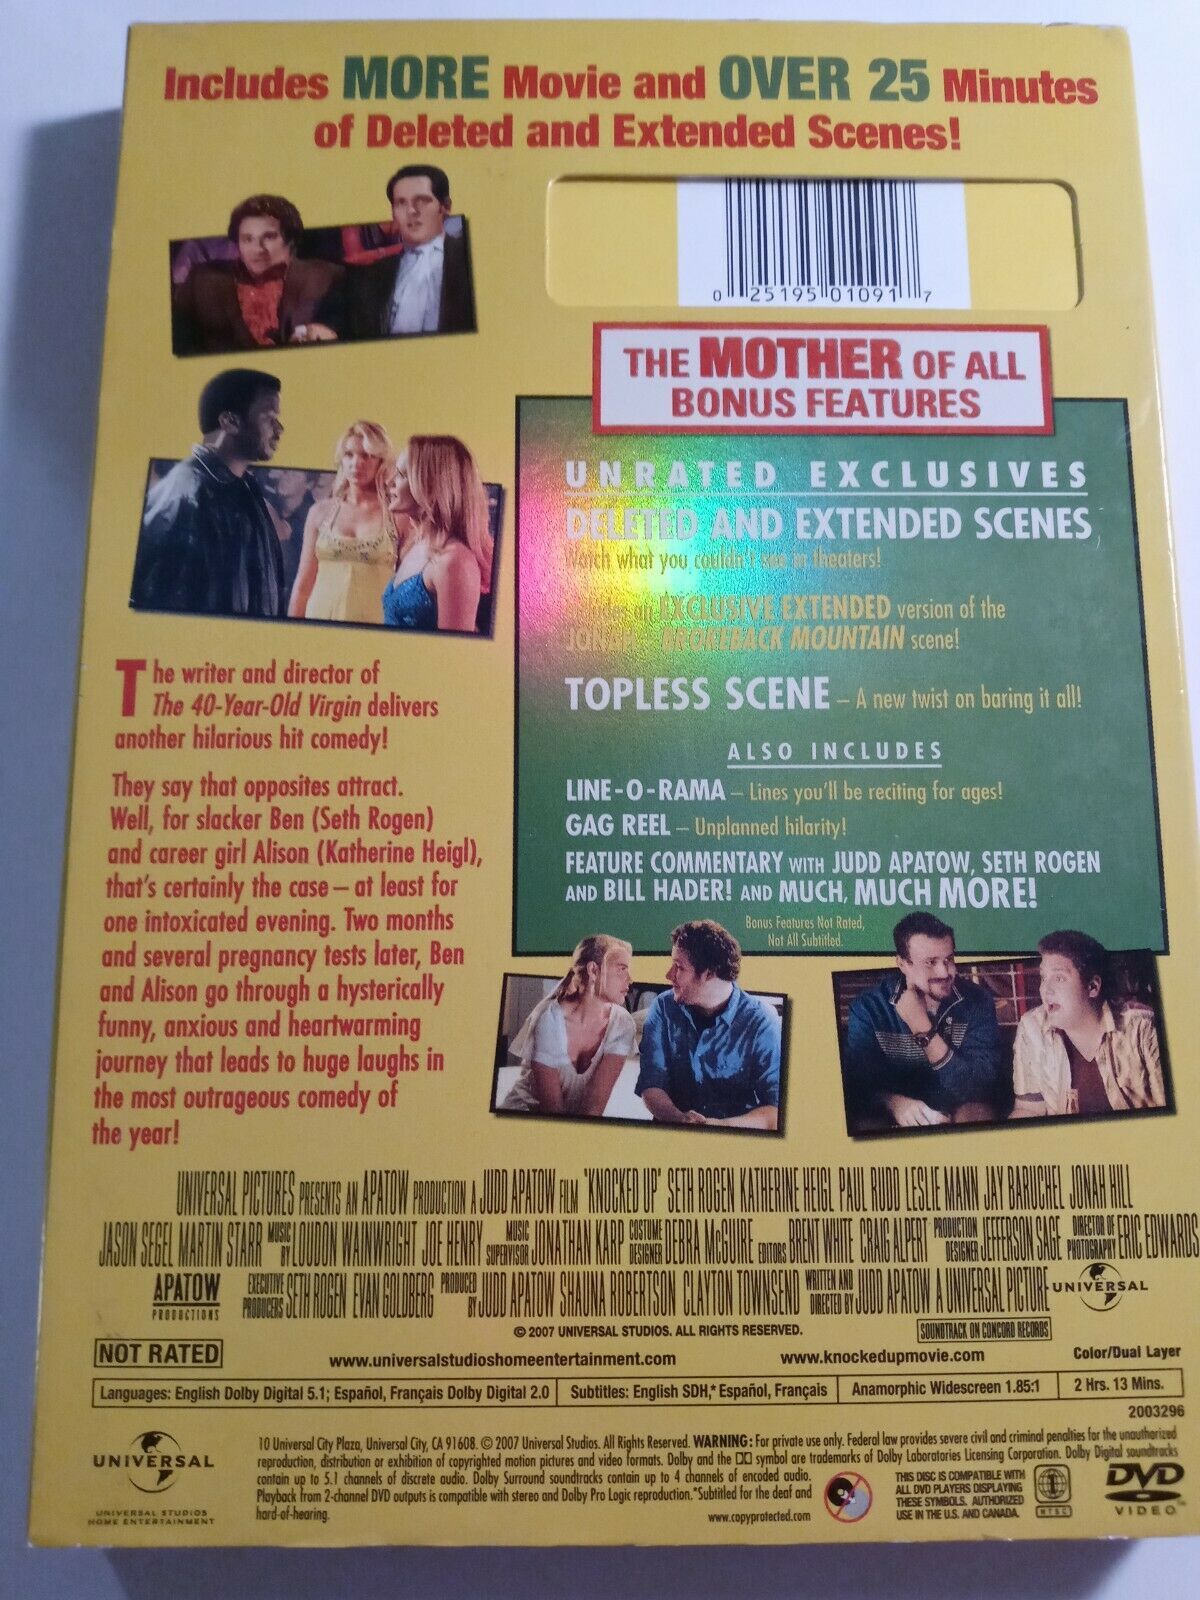 Includes MORE Movie and OVER 25 Minutes
of Deleted and Extended Scenes!
0 25195 01091 7
THE MOTHER OF ALL
BONUS FEATURES
UNRATED EXCLUSIVES
DELETED AND EXTENDED SCENES
Watch what you couldn't see in theaters!
Includes an EXCLUSIVE EXTENDED version of the
JONAH - BROKEBACK MOUNTAIN scene!
TOPLESS SCENE – A new twist on baring it all!
ALSO INCLUDES
LINE-O-RAMA – Lines you'll be reciting for ages!
GAG REEL – Unplanned hilarity!
FEATURE COMMENTARY WITH JUDD APATOW, SETH ROGEN
AND BILL HADER! AND MUCH, MUCH MORE!
Bonus Features Not Rated,
Not All Subtitled.
The writer and director of
The 40-Year-Old Virgin delivers
another hilarious hit comedy!
They say that opposites attract.
Well, for slacker Ben (Seth Rogen)
and career girl Alison (Katherine Heigl),
that's certainly the case – at least for
one intoxicated evening. Two months
and several pregnancy tests later, Ben
and Alison go through a hysterically
funny, anxious and heartwarming
journey that leads to huge laughs in
the most outrageous comedy of
the year!
UNIVERSAL PICTURES PRESENTS AN APATOW PRODUCTION A JUDD APATOW FILM "KNOCKED UP" SETH ROGEN KATHERINE HEIGL PAUL RUDD LESLIE MANN JAY BARUCHEL JONAH HILL
JASON SEGEL MARTIN STARR MUSIC BY LOUDON WAINWRIGHT JOE HENRY MUSIC SUPERVISOR JONATHAN KARP COSTUME DESIGNER DEBRA McGUIRE EDITORS BRENT WHITE CRAIG ALPERT PRODUCTION DESIGNER JEFFERSON SAGE DIRECTOR OF PHOTOGRAPHY ERIC EDWARDS
APATOW PRODUCTIONS EXECUTIVE PRODUCERS SETH ROGEN EVAN GOLDBERG PRODUCED BY JUDD APATOW SHAUNA ROBERTSON CLAYTON TOWNSEND WRITTEN AND DIRECTED BY JUDD APATOW A UNIVERSAL PICTURE UNIVERSAL
© 2007 UNIVERSAL STUDIOS. ALL RIGHTS RESERVED.
SOUNDTRACK ON CONCORD RECORDS
NOT RATED
www.universalstudioshomeentertainment.com
www.knockedupmovie.com
Color/Dual Layer
Languages: English Dolby Digital 5.1; Español, Français Dolby Digital 2.0
Subtitles: English SDH,* Español, Français
Anamorphic Widescreen 1.85:1
2 Hrs. 13 Mins.
2003296
UNIVERSAL
UNIVERSAL STUDIOS
HOME ENTERTAINMENT
10 Universal City Plaza, Universal City, CA 91608. © 2007 Universal Studios. All Rights Reserved. WARNING: For private use only. Federal law provides severe civil and criminal penalties for the unauthorized
reproduction, distribution or exhibition of copyrighted motion pictures and video formats. Dolby and the DD symbol are trademarks of Dolby Laboratories Licensing Corporation. Dolby Digital soundtracks
contain up to 5.1 channels of discrete audio. Dolby Surround soundtracks contain up to 4 channels of encoded audio.
Playback from 2-channel DVD outputs is compatible with stereo and Dolby Pro Logic reproduction.*Subtitled for the deaf and
hard-of-hearing.
www.copyprotected.com
THIS DISC IS COMPATIBLE WITH
ALL DVD PLAYERS DISPLAYING
THESE SYMBOLS. AUTHORIZED
USE IN THE U.S. AND CANADA.
1
NTSC
DVD
VIDEO